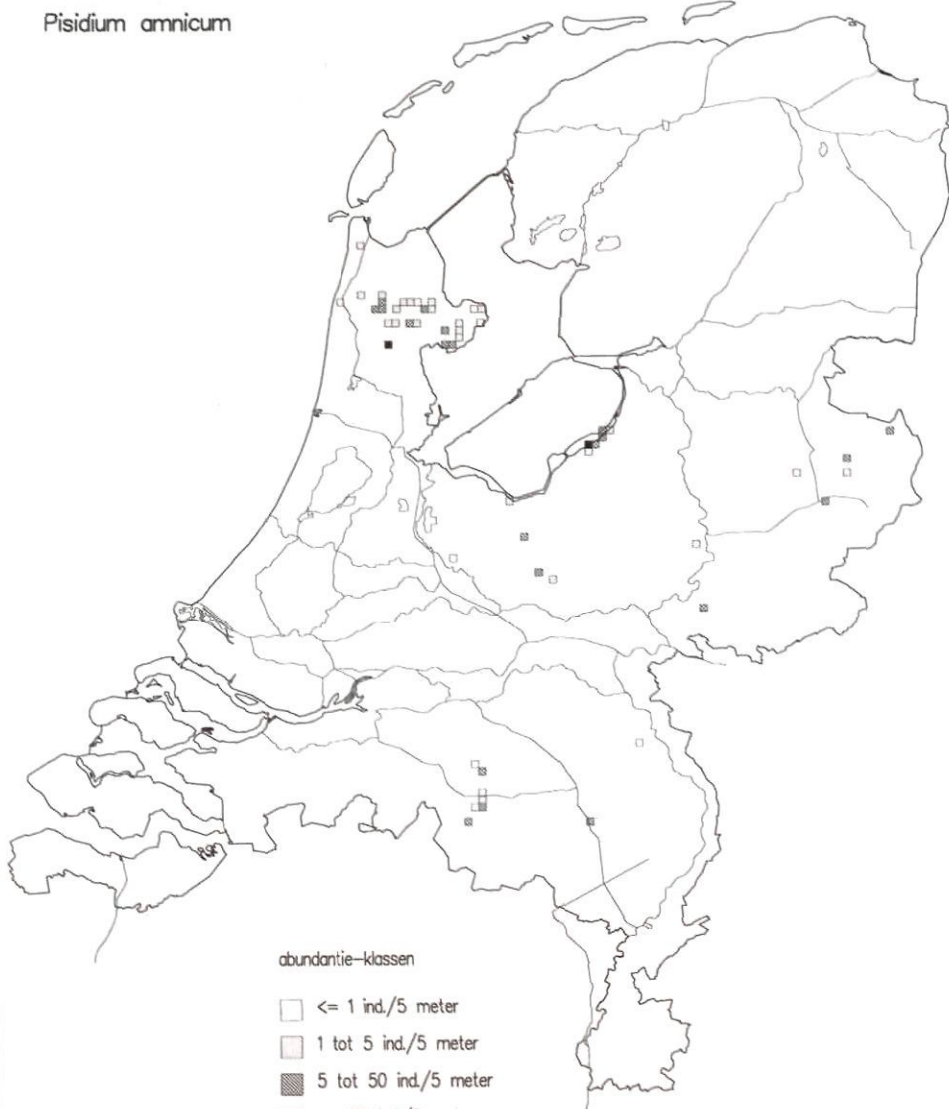 Pisidium amnicum
abundantie-klassen
<= 1 ind./5 meter
1 tot 5 ind./5 meter
5 tot 50 ind./5 meter